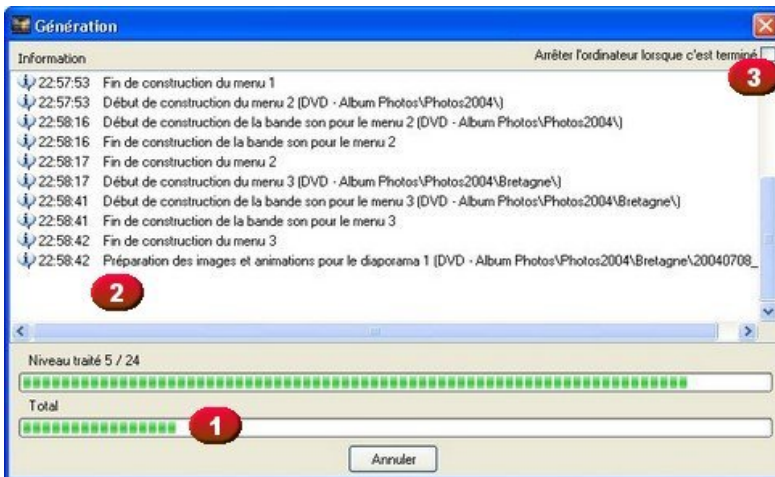 Génération
Information
Arrêter l'ordinateur lorsque c'est terminé
3
22:57:53 Fin de construction du menu 1
22:57:53 Début de construction du menu 2 (DVD - Album Photos\Photos2004\)
22:58:16 Début de construction de la bande son pour le menu 2 (DVD - Album Photos\Photos2004\)
22:58:16 Fin de construction de la bande son pour le menu 2
22:58:17 Fin de construction du menu 2
22:58:17 Début de construction du menu 3 (DVD - Album Photos\Photos2004\Bretagne\)
22:58:41 Début de construction de la bande son pour le menu 3 (DVD - Album Photos\Photos2004\Bretagne\)
22:58:41 Fin de construction de la bande son pour le menu 3
22:58:42 Fin de construction du menu 3
22:58:42 Préparation des images et animations pour le diaporama 1 (DVD - Album Photos\Photos2004\Bretagne\20040708_
2
Niveau traité 5 / 24
Total
1
Annuler